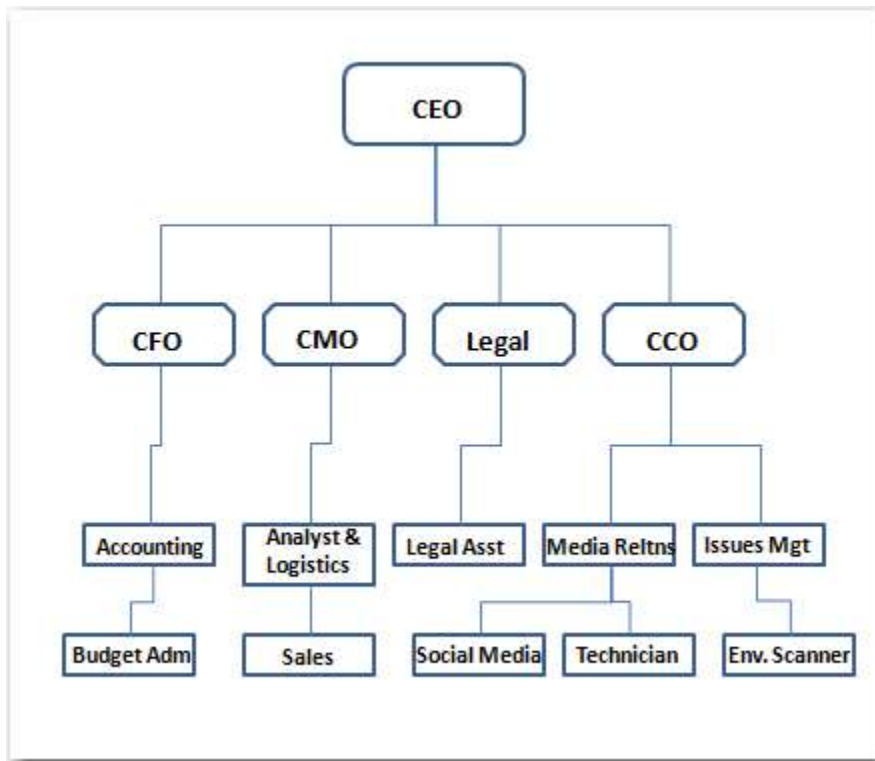 CEO
CFO
CMO
Legal
CCO
Accounting
Analyst &
Logistics
Legal Asst
Media Reltns
Issues Mgt
Budget Adm
Sales
Social Media
Technician
Env. Scanner